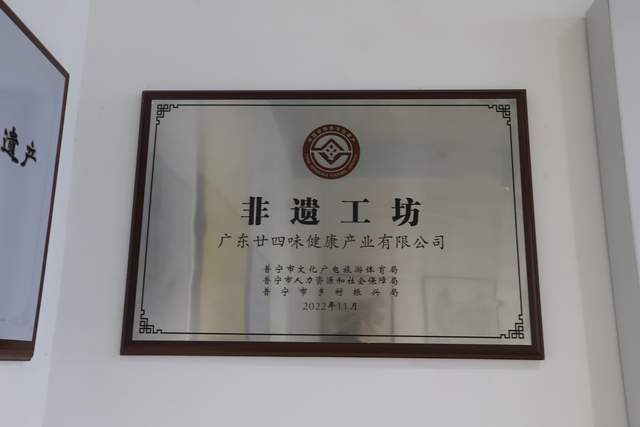 遗产
非遗工坊
广东廿四味健康产业有限公司
普宁市文化广电旅游体育局
普宁市人力资源和社会保障局
普宁市乡村振兴局
2022年11月